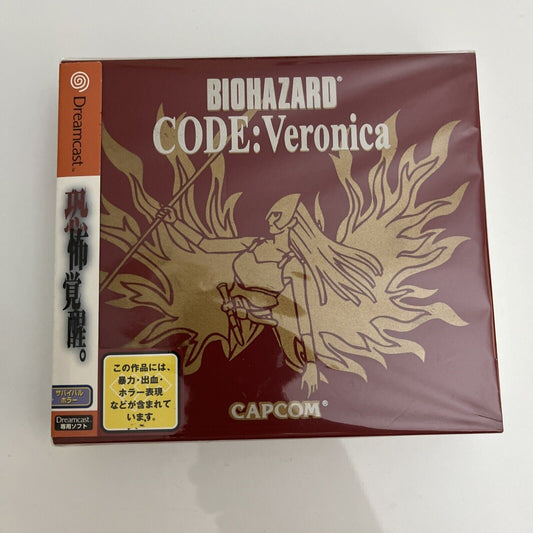 Dreamcast™
恐怖覚醒。
サバイバル
ホラー
Dreamcast™
専用ソフト
BIOHAZARD®
CODE:Veronica
この作品には、
暴力・出血・
ホラー表現
などが含まれて
います。
CAPCOM®